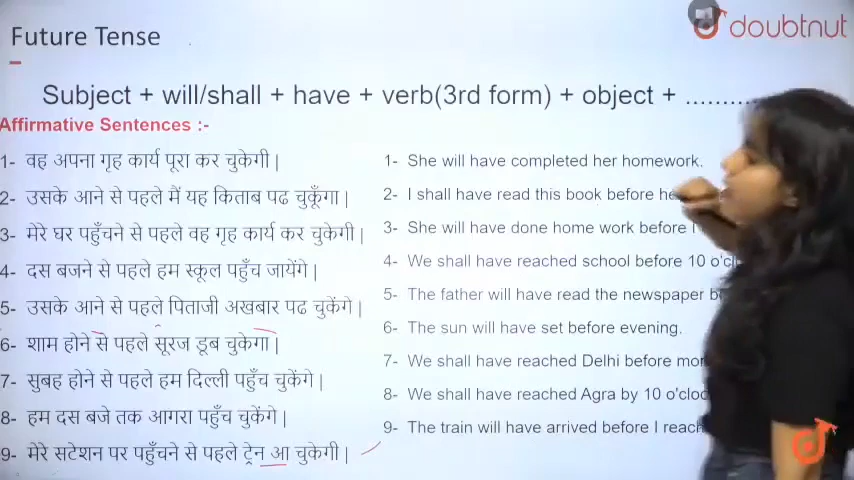 Future Tense
doubtnut
Subject + will/shall + have + verb(3rd form) + object + ...........
Affirmative Sentences :-
1- वह अपना गृह कार्य पूरा कर चुकेगी |
2- उसके आने से पहले मैं यह किताब पढ चुकूँगा |
3- मेरे घर पहुँचने से पहले वह गृह कार्य कर चुकेगी |
4- दस बजने से पहले हम स्कूल पहुँच जायेंगे |
5- उसके आने से पहले पिताजी अखबार पढ चुकेंगे |
6- शाम होने से पहले सूरज डूब चुकेगा |
7- सुबह होने से पहले हम दिल्ली पहुँच चुकेंगे |
8- हम दस बजे तक आगरा पहुँच चुकेंगे |
9- मेरे सटेशन पर पहुँचने से पहले ट्रेन आ चुकेगी |
1- She will have completed her homework.
2- I shall have read this book before
3- She will have done home work before I
4- We shall have reached school before 10
5- The father will have read the newspaper
6- The sun will have set before evening.
7- We shall have reached Delhi before
8- We shall have reached Agra by 10
9- The train will have arrived before I